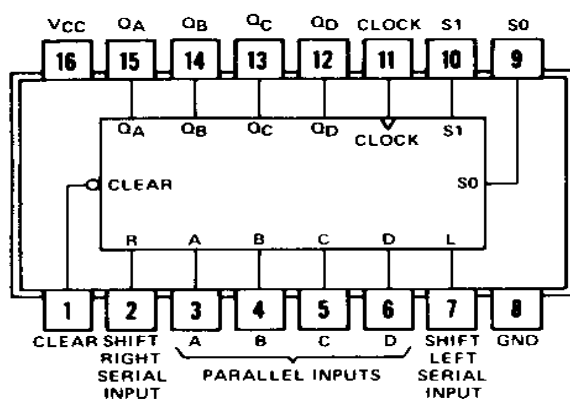 VCC QA QB QC QD CLOCK S1 S0
16 15 14 13 12 11 10 9
QA QB QC QD CLOCK S1
CLEAR S0
R A B C D L
1 2 3 4 5 6 7 8
CLEAR SHIFT RIGHT SERIAL INPUT A B C D SHIFT LEFT SERIAL INPUT GND
PARALLEL INPUTS